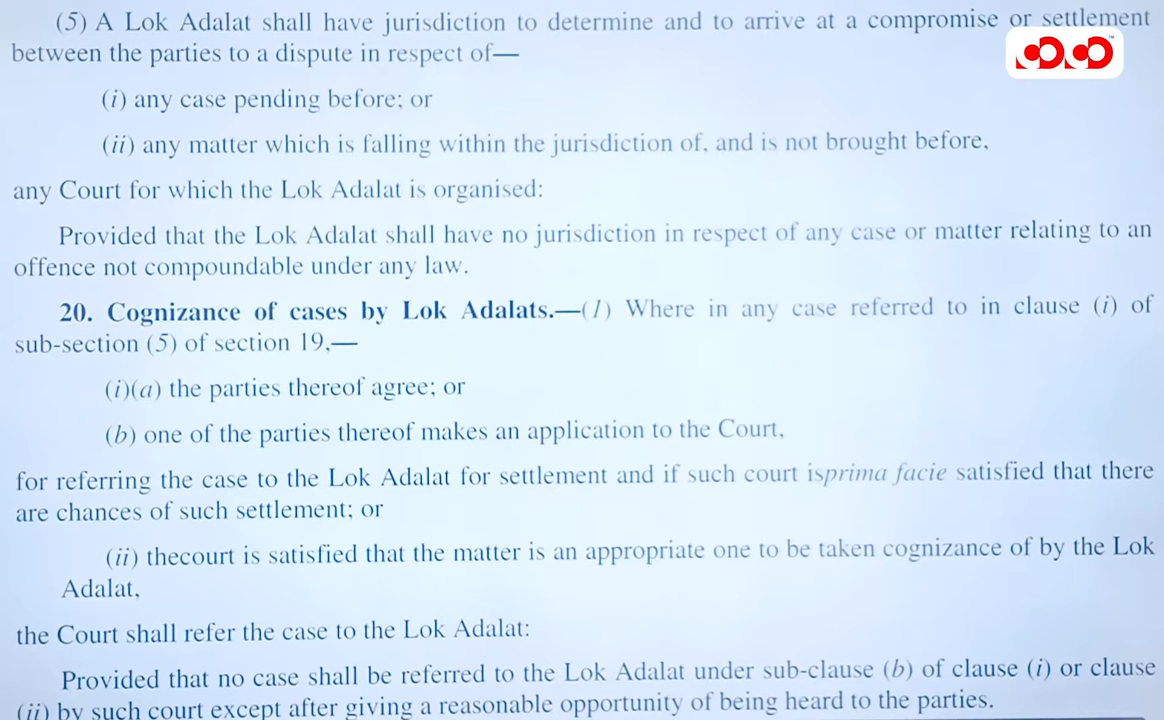 (5) A Lok Adalat shall have jurisdiction to determine and to arrive at a compromise or settlement
between the parties to a dispute in respect of—
(i) any case pending before; or
(ii) any matter which is falling within the jurisdiction of, and is not brought before,
any Court for which the Lok Adalat is organised:
Provided that the Lok Adalat shall have no jurisdiction in respect of any case or matter relating to an
offence not compoundable under any law.
20. Cognizance of cases by Lok Adalats.—(1) Where in any case referred to in clause (i) of
sub-section (5) of section 19,—
(i)(a) the parties thereof agree; or
(b) one of the parties thereof makes an application to the Court,
for referring the case to the Lok Adalat for settlement and if such court isprima facie satisfied that there
are chances of such settlement; or
(ii) thecourt is satisfied that the matter is an appropriate one to be taken cognizance of by the Lok
Adalat,
the Court shall refer the case to the Lok Adalat:
Provided that no case shall be referred to the Lok Adalat under sub-clause (b) of clause (i) or clause
(ii) by such court except after giving a reasonable opportunity of being heard to the parties.